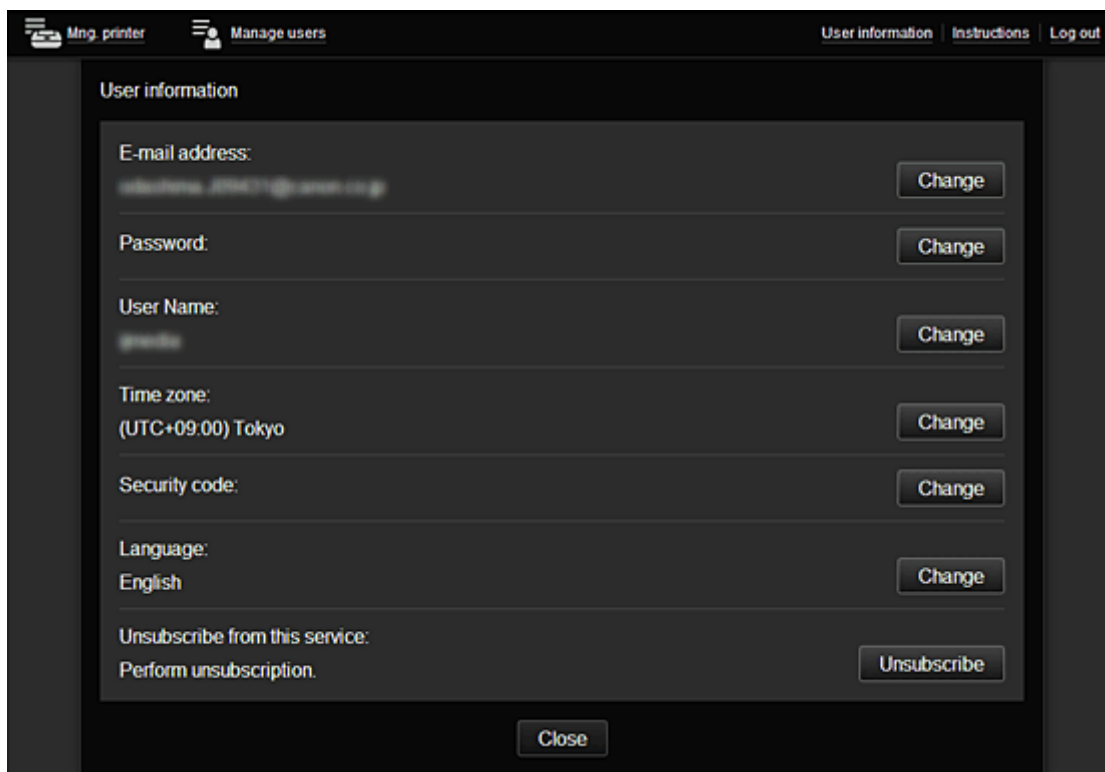 Mng. printer Manage users User information Instructions Log out
User information
E-mail address:
Change
Password:
Change
User Name:
Change
Time zone:
(UTC+09:00) Tokyo
Change
Security code:
Change
Language:
English
Change
Unsubscribe from this service:
Perform unsubscription.
Unsubscribe
Close